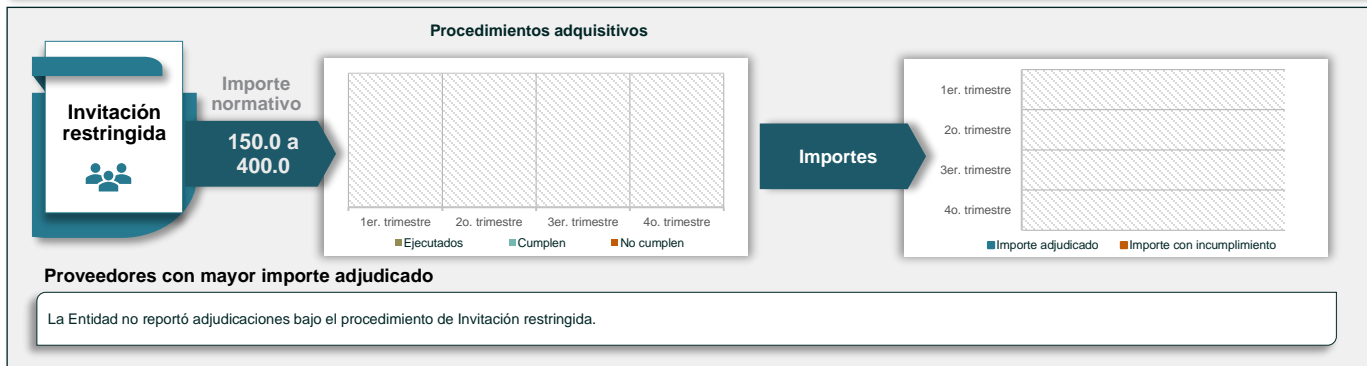 Procedimientos adquisitivos
Invitación
restringida
Importe
normativo
150.0 a
400.0
1er. trimestre 2o. trimestre 3er. trimestre 4o. trimestre
Ejecutados Cumplen No cumplen
Importes
1er. trimestre
2o. trimestre
3er. trimestre
4o. trimestre
Importe adjudicado Importe con incumplimiento
Proveedores con mayor importe adjudicado
La Entidad no reportó adjudicaciones bajo el procedimiento de Invitación restringida.